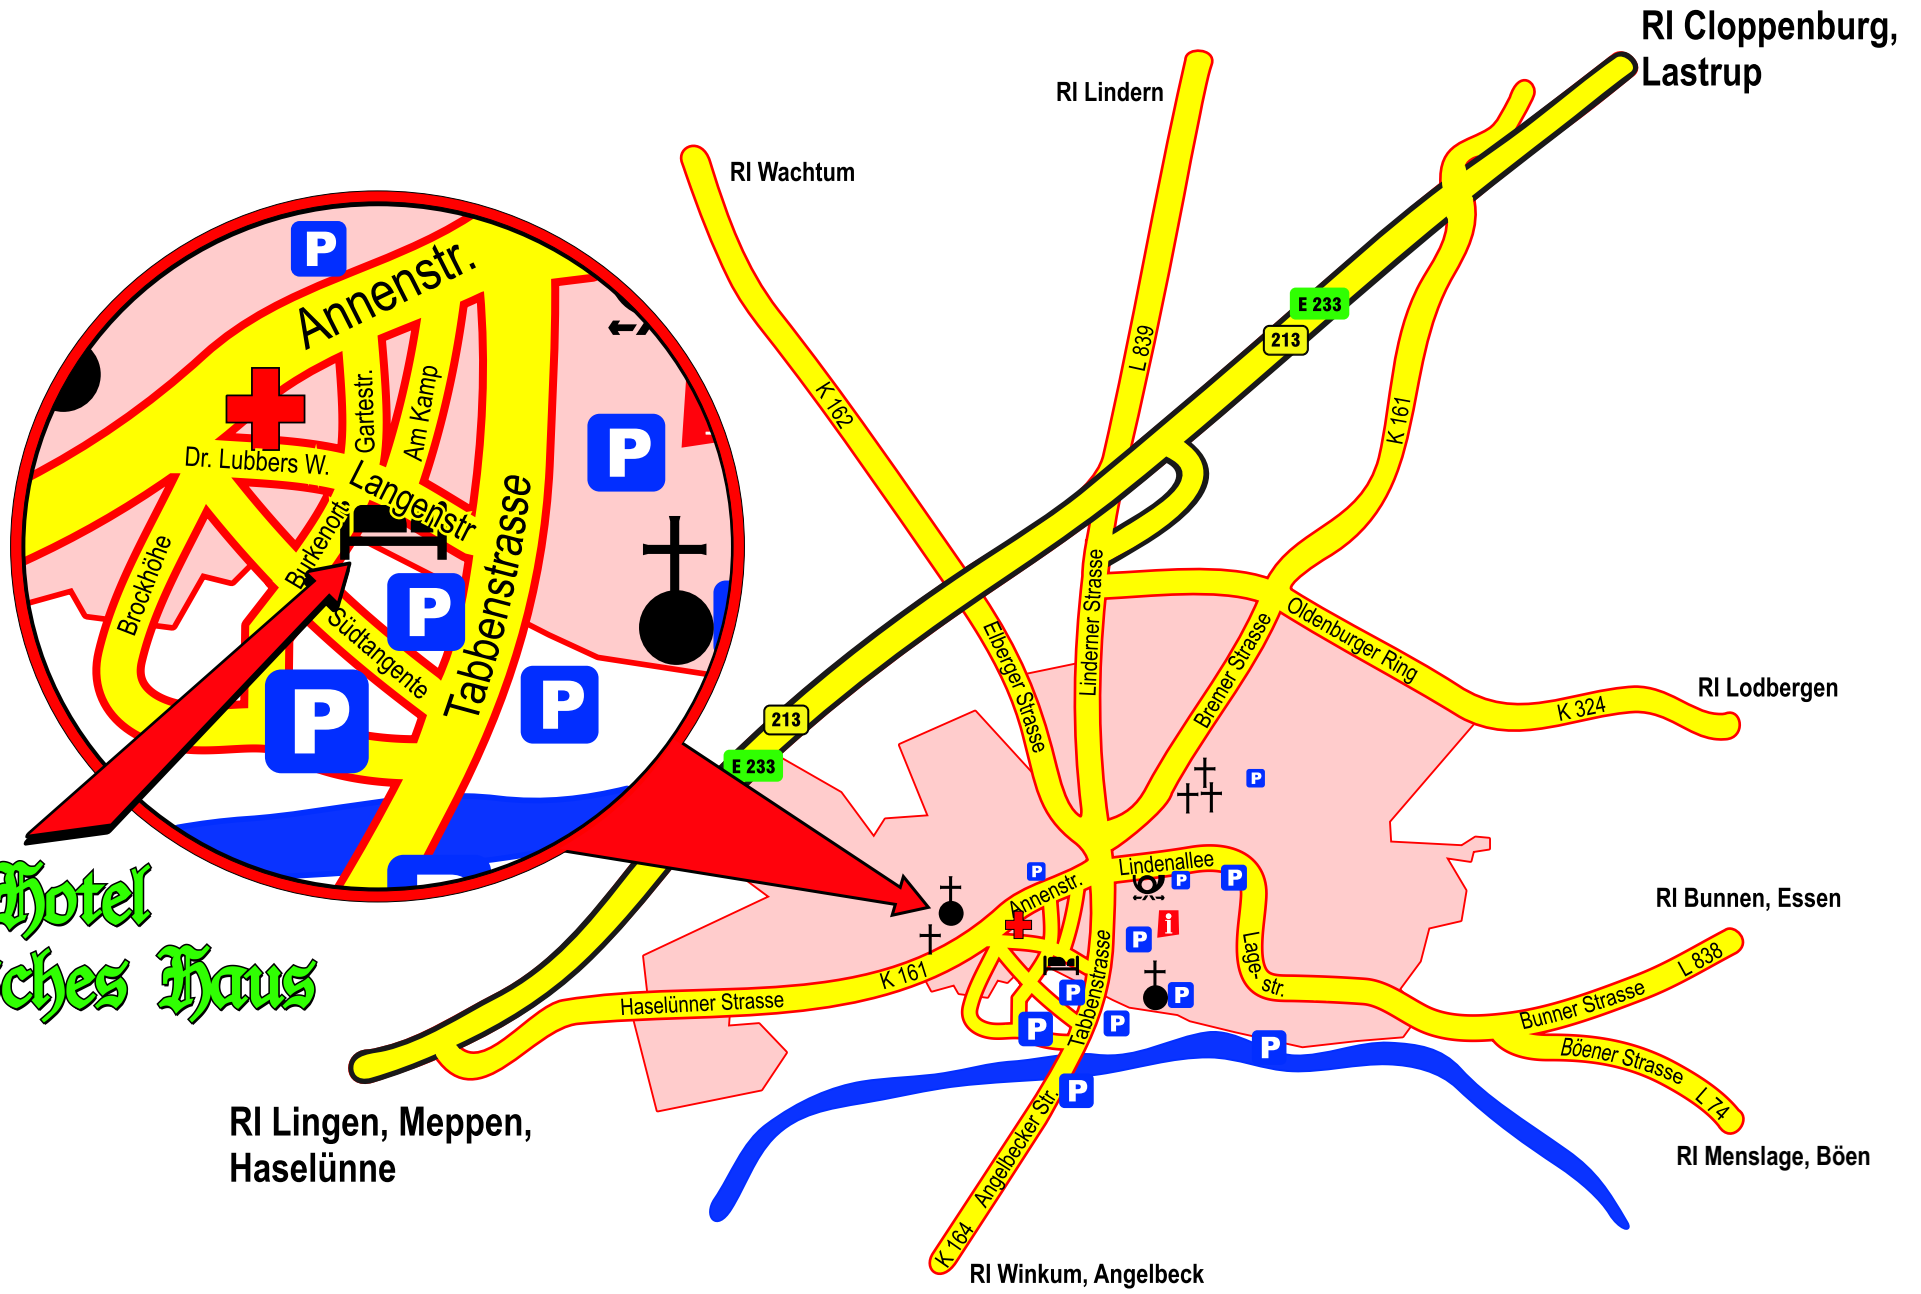 RI Cloppenburg,
Lastrup
RI Lindern
RI Wachtum
E 233
213
L 839
K 162
K 161
P
Annenstr.
Gartestr.
Am Kamp
Dr. Lubbers W.
Langenstr
Burkenort
Brockhöhe
Südtangente
Tabbenstrasse
P
P
P
P
Hotel
ches Haus
213
E 233
Elberger Strasse
Linderner Strasse
Bremer Strasse
Oldenburger Ring
K 324
RI Lodbergen
P
Lindenallee
P
P
P
Annenstr.
i
P
Tabbenstrasse
Lage-
str.
P
P
P
P
P
P
K 161
Haselünner Strasse
RI Bunnen, Essen
L 838
Bunner Strasse
Böener Strasse
L 74
RI Menslage, Böen
Angelbecker Str.
K 164
RI Winkum, Angelbeck
RI Lingen, Meppen,
Haselünne